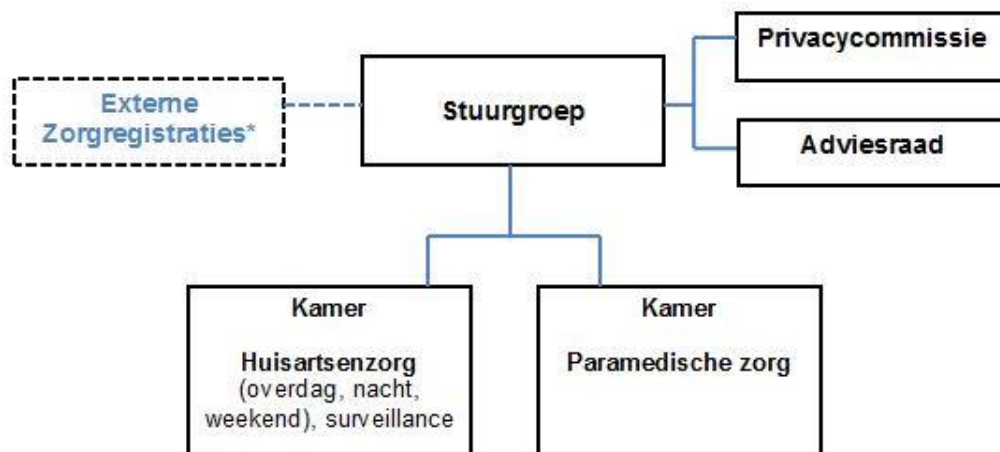 Privacycommissie
Externe
Zorgregistraties*
Stuurgroep
Adviesraad
Kamer
Huisartsenzorg
(overdag, nacht,
weekend), surveillance
Kamer
Paramedische zorg